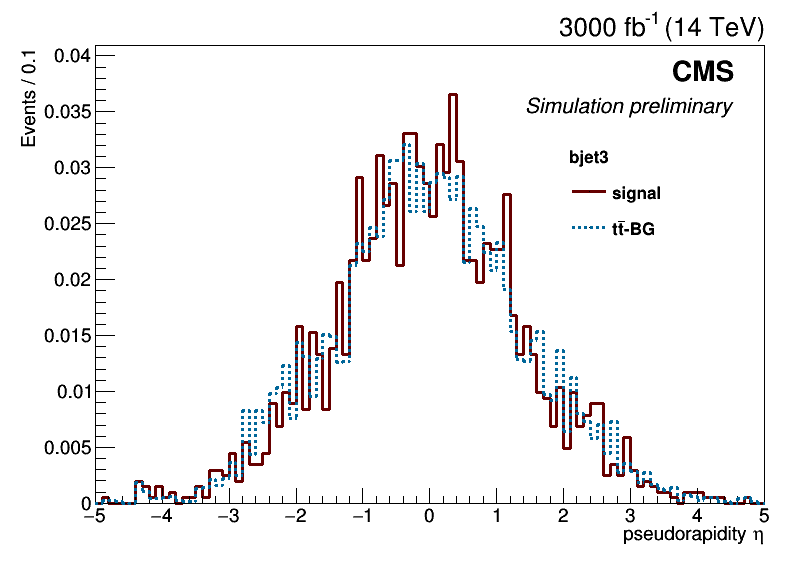 3000 fb⁻¹ (14 TeV)
Events / 0.1
0.04
0.035
0.03
0.025
0.02
0.015
0.01
0.005
0
CMS
Simulation preliminary
bjet3
signal
tt̄-BG
−5 −4 −3 −2 −1 0 1 2 3 4 5
pseudorapidity η